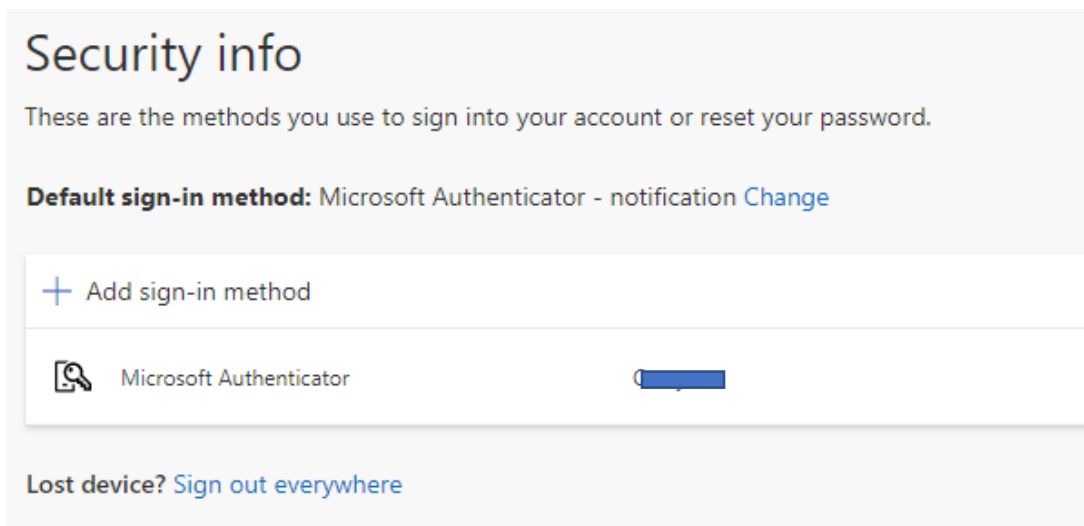 Security info
These are the methods you use to sign into your account or reset your password.
Default sign-in method: Microsoft Authenticator - notification Change
Add sign-in method
Microsoft Authenticator
Lost device? Sign out everywhere